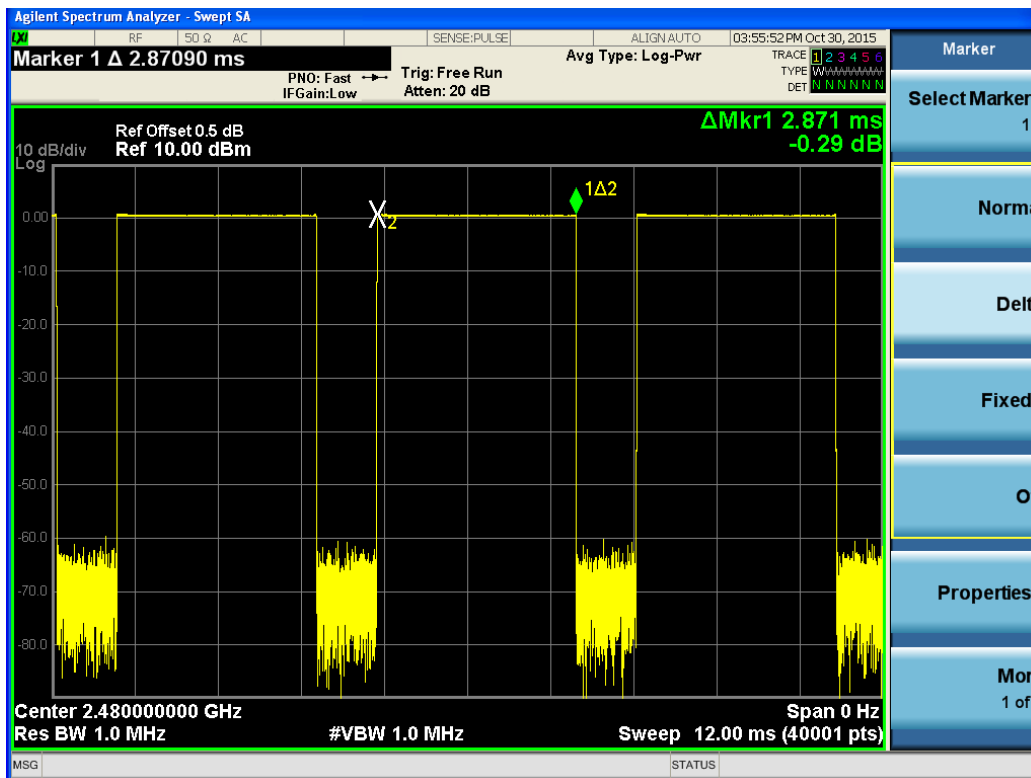 Agilent Spectrum Analyzer - Swept SA
LXI RF 50 Ω AC SENSE:PULSE ALIGN AUTO 03:55:52 PM Oct 30, 2015
Marker 1 Δ 2.87090 ms
PNO: Fast
IFGain:Low
Trig: Free Run
Atten: 20 dB
Avg Type: Log-Pwr
TRACE 1 2 3 4 5 6
TYPE W
DET N N N N N N
ΔMkr1 2.871 ms
-0.29 dB
Ref Offset 0.5 dB
10 dB/div Ref 10.00 dBm
Log
1Δ2
0.00
2
-10.0
-20.0
-30.0
-40.0
-50.0
-60.0
-70.0
-80.0
Center 2.480000000 GHz Span 0 Hz
Res BW 1.0 MHz #VBW 1.0 MHz Sweep 12.00 ms (40001 pts)
MSG STATUS
Marker
Select Marker
1
Norma
Delt
Fixed
O
Properties
Mor
1 of